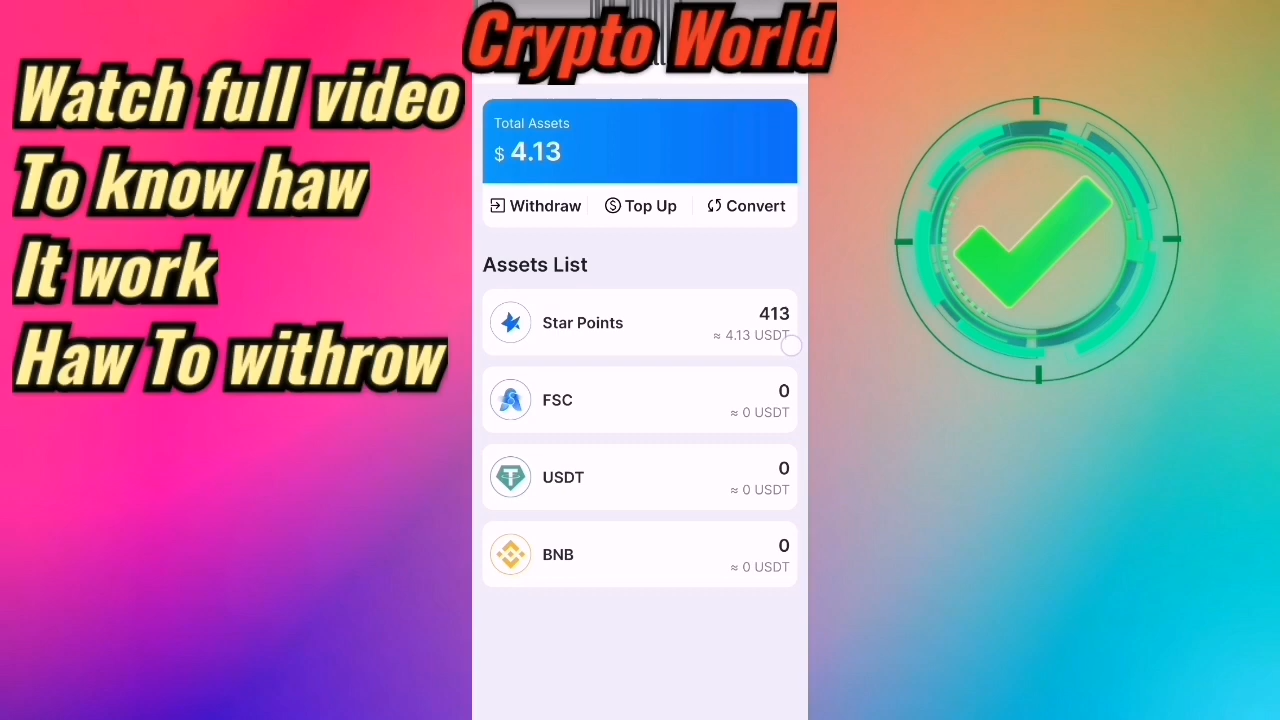 Crypto World
Watch full video
To know haw
It work
Haw To withrow
Total Assets
$ 4.13
Withdraw
Top Up
Convert
Assets List
Star Points
413
≈ 4.13 USDT
FSC
0
≈ 0 USDT
USDT
0
≈ 0 USDT
BNB
0
≈ 0 USDT